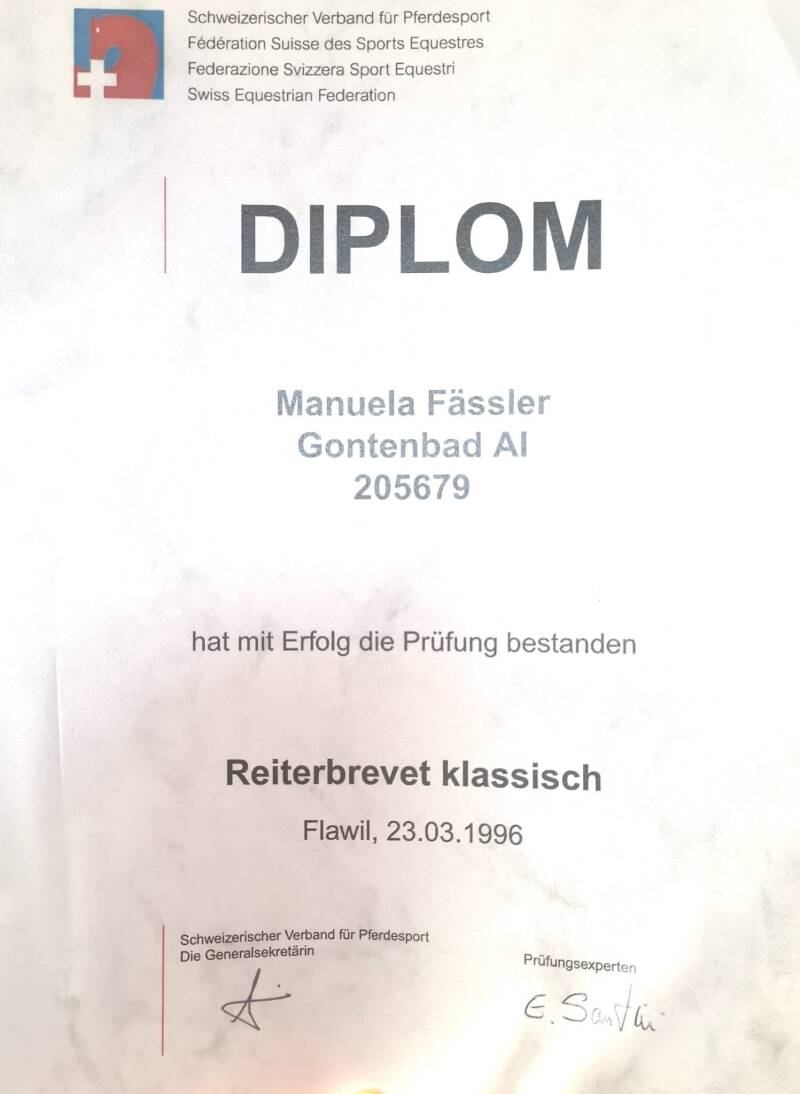 Schweizerischer Verband für Pferdesport
Fédération Suisse des Sports Equestres
Federazione Svizzera Sport Equestri
Swiss Equestrian Federation
DIPLOM
Manuela Fässler
Gontenbad AI
205679
hat mit Erfolg die Prüfung bestanden
Reiterbrevet klassisch
Flawil, 23.03.1996
Schweizerischer Verband für Pferdesport
Die Generalsekretärin
Prüfungsexperten
E.